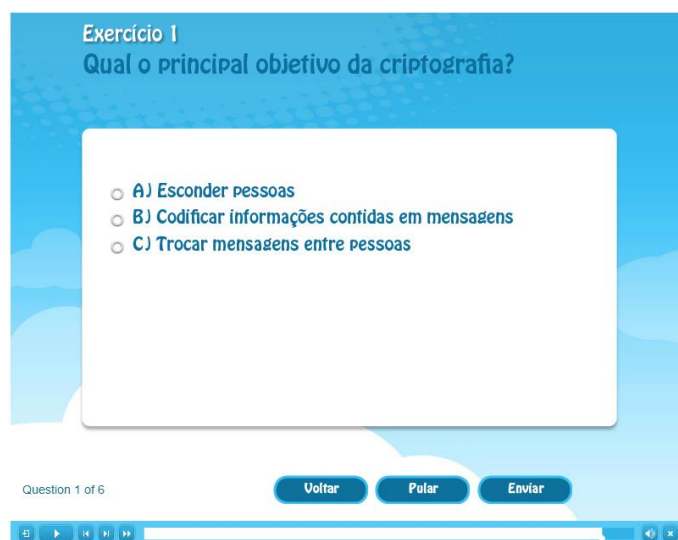 Exercício 1
Qual o principal objetivo da criptografia?
A) Esconder pessoas
B) Codificar informações contidas em mensagens
C) Trocar mensagens entre pessoas
Question 1 of 6
Voltar
Pular
Enviar